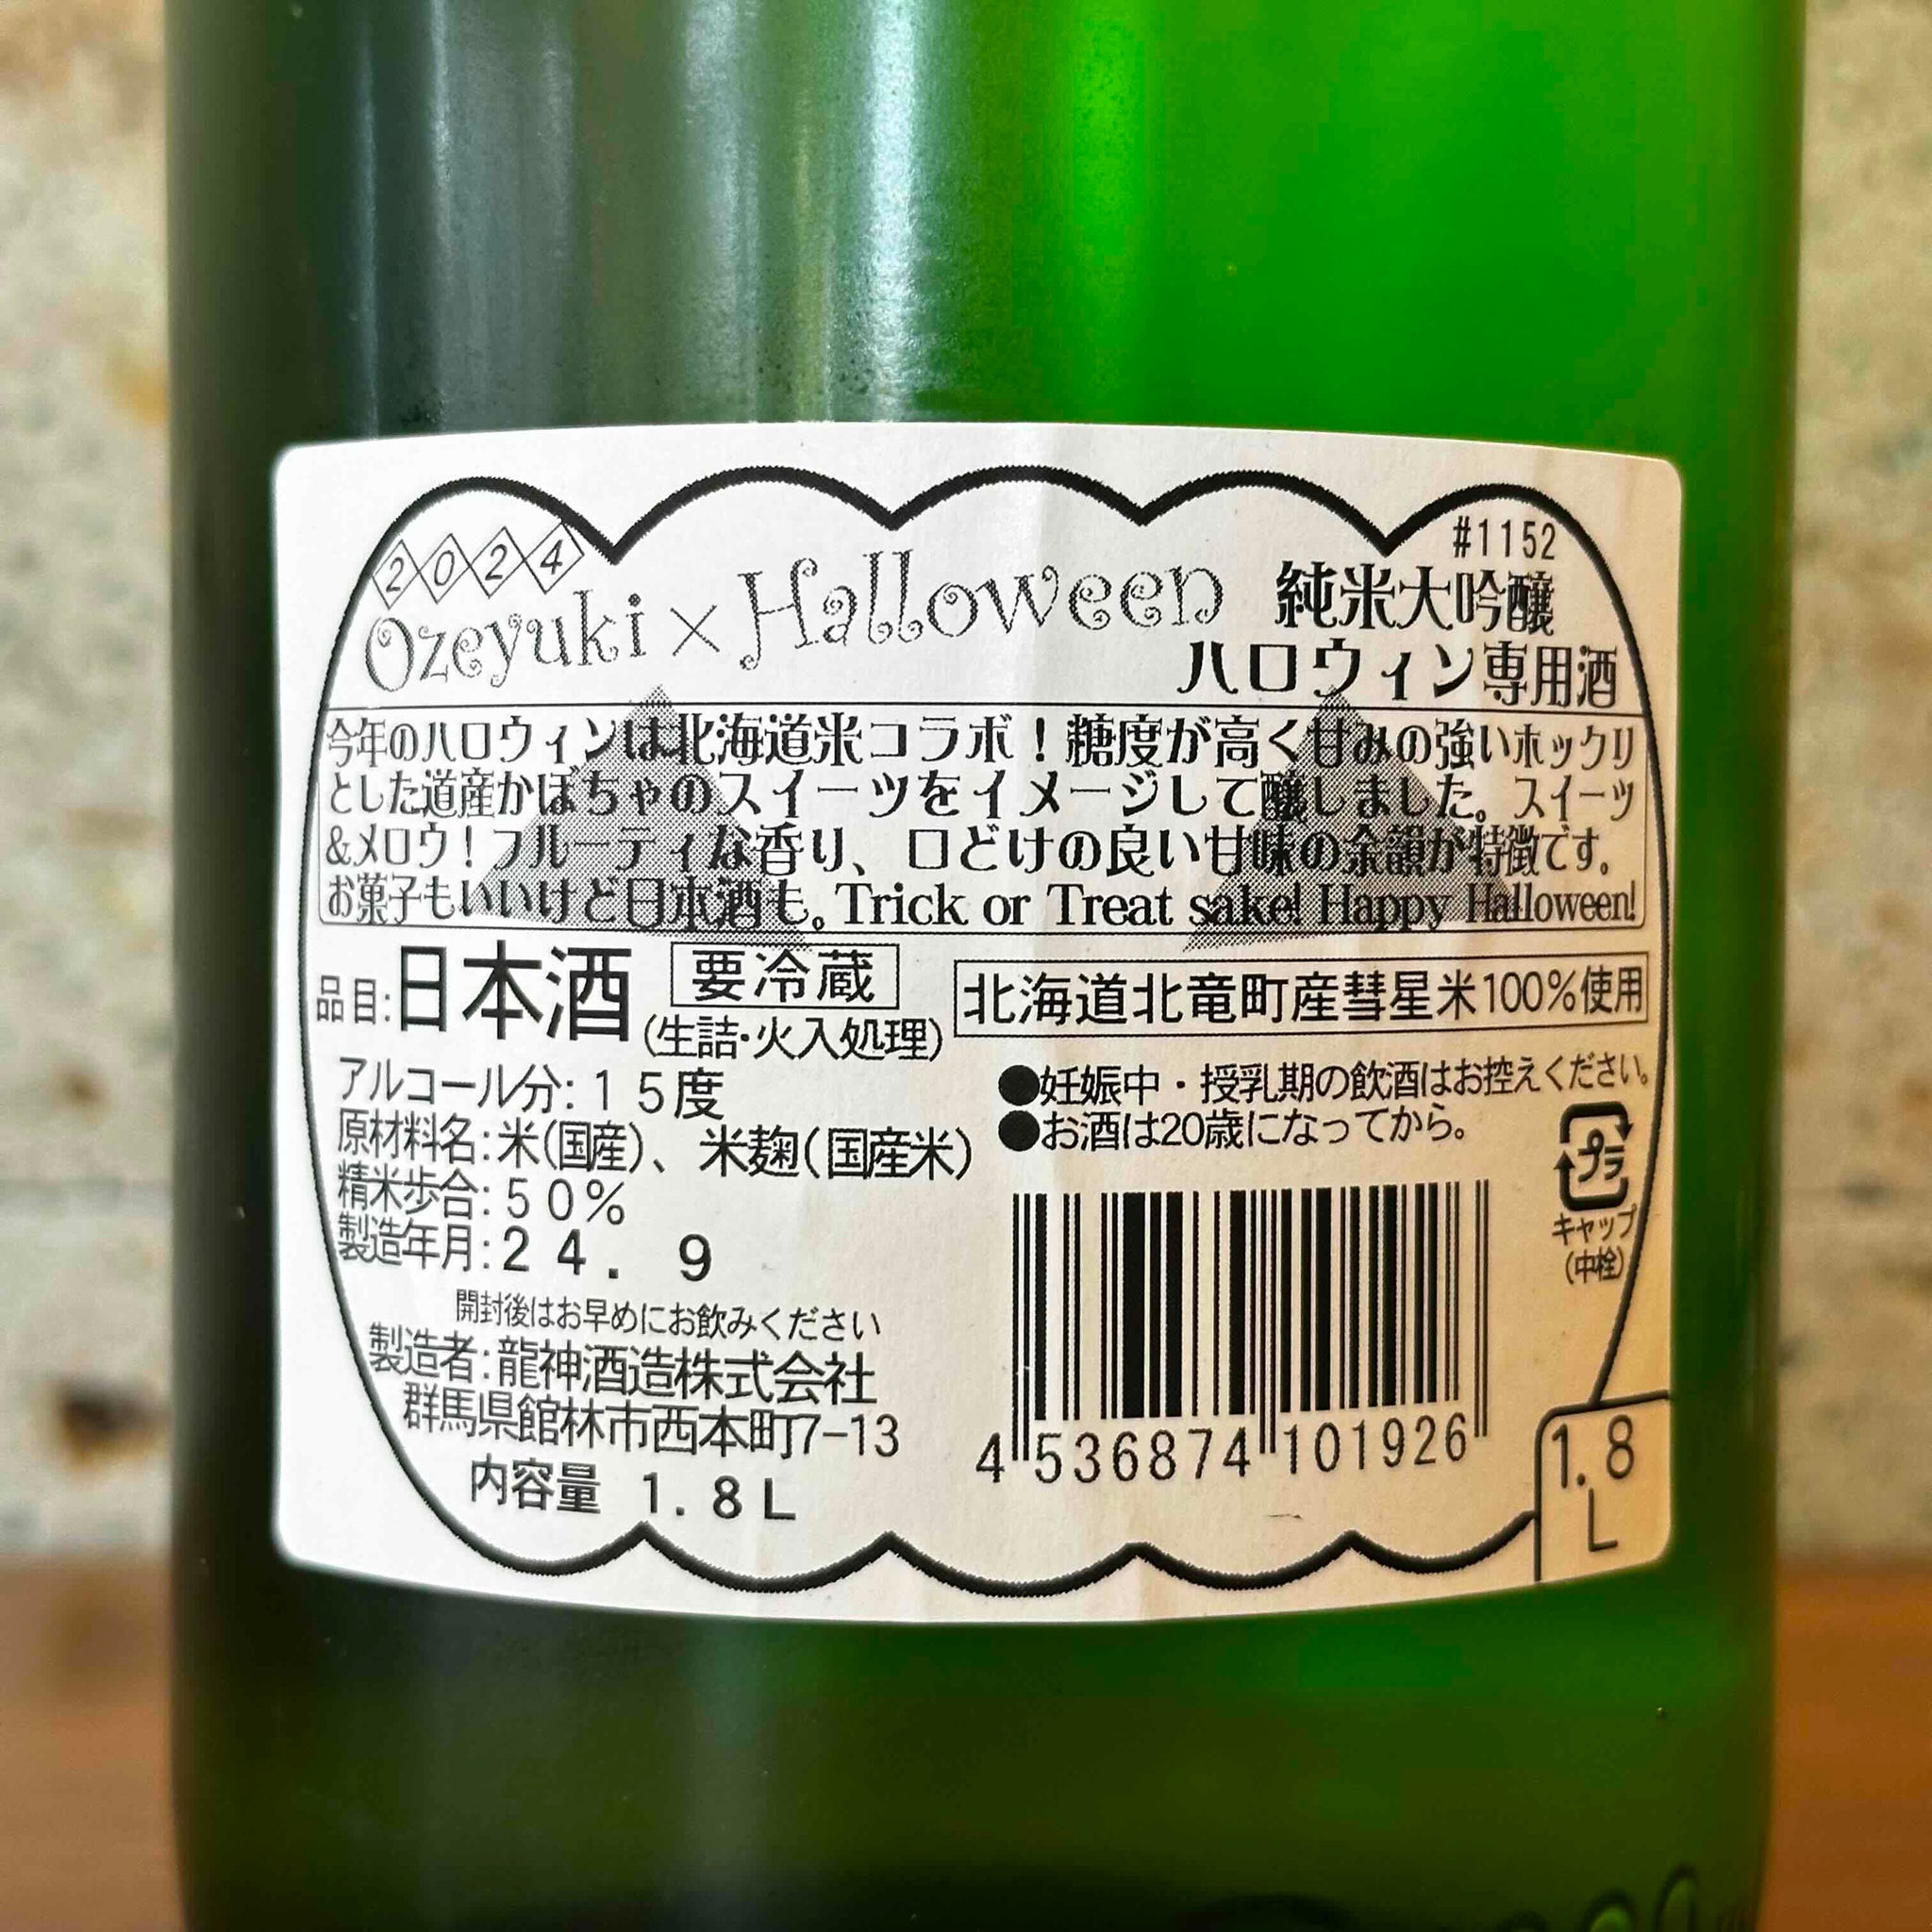 2024
#1152
Ozeyuki×Halloween 純米大吟醸
ハロウィン専用酒
今年のハロウィンは北海道米コラボ！糖度が高く甘みの強いホックリ
とした道産かぼちゃのスイーツをイメージして醸しました。スイーツ
&メロウ！フルーティな香り、口どけの良い甘味の余韻が特徴です。
お菓子もいいけど日本酒も。Trick or Treat sake! Happy Halloween!
品目:日本酒 要冷蔵
(生詰・火入処理)
北海道北竜町産彗星米100%使用
アルコール分:15度
原材料名:米(国産)、米麹(国産米)
精米歩合:50%
製造年月:24. 9
開封後はお早めにお飲みください
製造者:龍神酒造株式会社
群馬県館林市西本町7-13
内容量 1.8L
●妊娠中・授乳期の飲酒はお控えください。
●お酒は20歳になってから。
プラ
キャップ
(中栓)
4 536874 101926
1.8
L